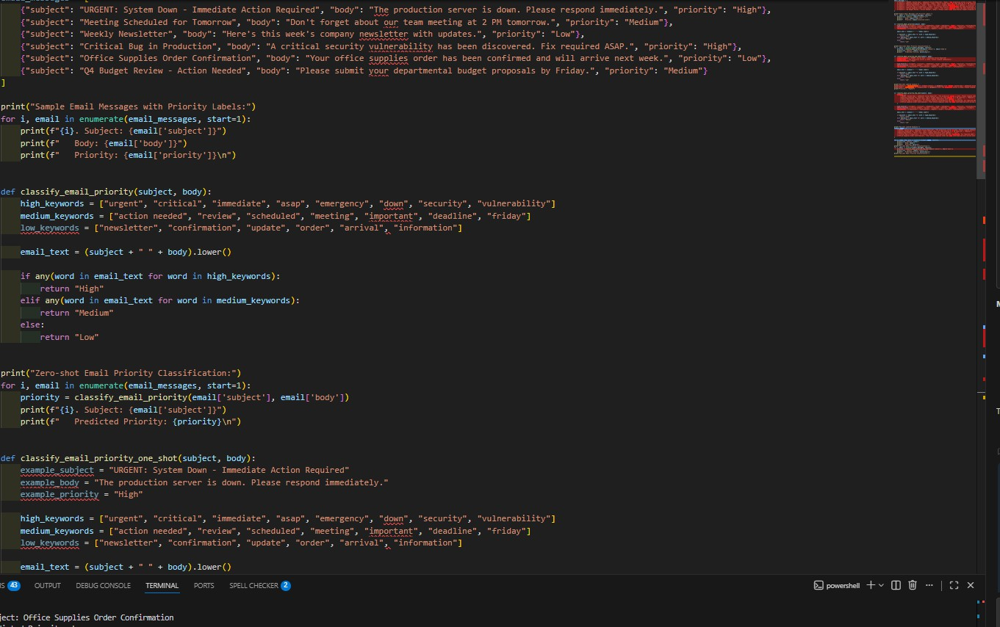 {"subject": "URGENT: System Down - Immediate Action Required", "body": "The production server is down. Please respond immediately.", "priority": "High"},
    {"subject": "Meeting Scheduled for Tomorrow", "body": "Don't forget about our team meeting at 2 PM tomorrow.", "priority": "Medium"},
    {"subject": "Weekly Newsletter", "body": "Here's this week's company newsletter with updates.", "priority": "Low"},
    {"subject": "Critical Bug in Production", "body": "A critical security vulnerability has been discovered. Fix required ASAP.", "priority": "High"},
    {"subject": "Office Supplies Order Confirmation", "body": "Your office supplies order has been confirmed and will arrive next week.", "priority": "Low"},
    {"subject": "Q4 Budget Review - Action Needed", "body": "Please submit your departmental budget proposals by Friday.", "priority": "Medium"}
]
print("Sample Email Messages with Priority Labels:")
for i, email in enumerate(email_messages, start=1):
    print(f"{i}. Subject: {email['subject']}")
    print(f"   Body: {email['body']}")
    print(f"   Priority: {email['priority']}\n")
def classify_email_priority(subject, body):
    high_keywords = ["urgent", "critical", "immediate", "asap", "emergency", "down", "security", "vulnerability"]
    medium_keywords = ["action needed", "review", "scheduled", "meeting", "important", "deadline", "friday"]
    low_keywords = ["newsletter", "confirmation", "update", "order", "arrival", "information"]
    email_text = (subject + " " + body).lower()
    if any(word in email_text for word in high_keywords):
        return "High"
    elif any(word in email_text for word in medium_keywords):
        return "Medium"
    else:
        return "Low"
print("Zero-shot Email Priority Classification:")
for i, email in enumerate(email_messages, start=1):
    priority = classify_email_priority(email['subject'], email['body'])
    print(f"{i}. Subject: {email['subject']}")
    print(f"   Predicted Priority: {priority}\n")
def classify_email_priority_one_shot(subject, body):
    example_subject = "URGENT: System Down - Immediate Action Required"
    example_body = "The production server is down. Please respond immediately."
    example_priority = "High"
    high_keywords = ["urgent", "critical", "immediate", "asap", "emergency", "down", "security", "vulnerability"]
    medium_keywords = ["action needed", "review", "scheduled", "meeting", "important", "deadline", "friday"]
    low_keywords = ["newsletter", "confirmation", "update", "order", "arrival", "information"]
    email_text = (subject + " " + body).lower()
43 OUTPUT DEBUG CONSOLE TERMINAL PORTS SPELL CHECKER 2 powershell
ject: Office Supplies Order Confirmation